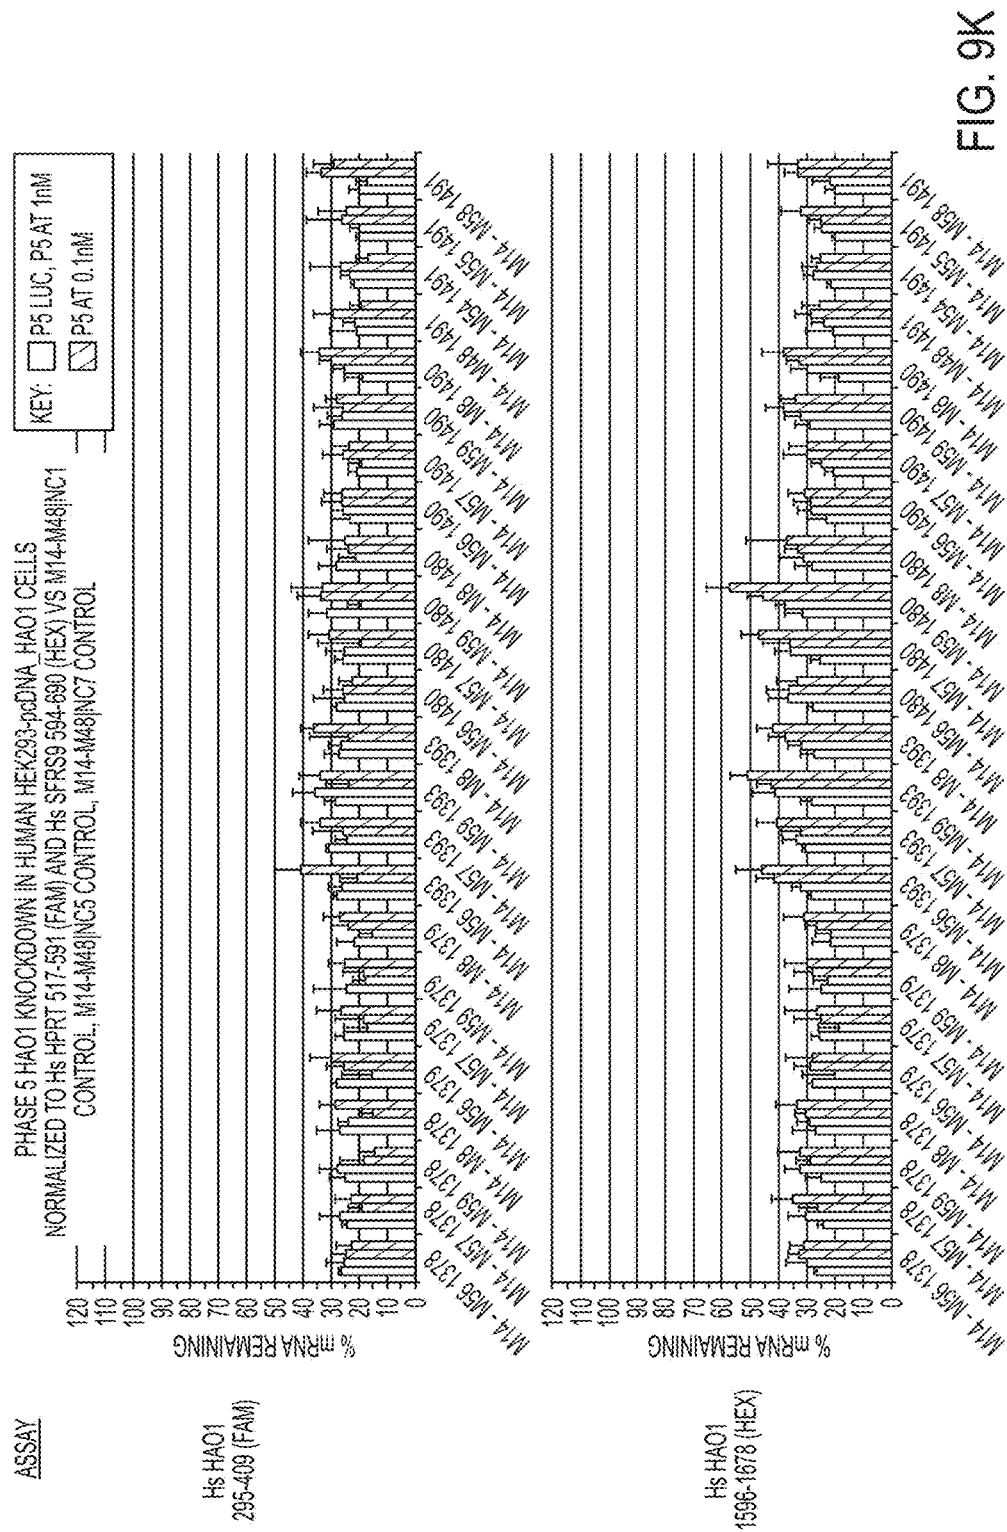 ASSAY
PHASE 5 HAO1 KNOCKDOWN IN HUMAN HEK293-pcDNA_HAO1 CELLS
NORMALIZED TO Hs HPRT 517-591 (FAM) AND Hs SFRS9 594-690 (HEX) VS M14-M48|NC1
CONTROL, M14-M48|NC5 CONTROL, M14-M48|NC7 CONTROL
KEY: P5 LUC, P5 AT 1nM
P5 AT 0.1nM
Hs HAO1
295-409 (FAM)
% mRNA REMAINING
120
110
100
90
80
70
60
50
40
30
20
10
0
M14 - M56 1378
M14 - M57 1378
M14 - M59 1378
M14 - M8 1378
M14 - M56 1379
M14 - M57 1379
M14 - M59 1379
M14 - M8 1379
M14 - M56 1393
M14 - M57 1393
M14 - M59 1393
M14 - M8 1393
M14 - M56 1480
M14 - M57 1480
M14 - M59 1480
M14 - M8 1480
M14 - M56 1490
M14 - M57 1490
M14 - M59 1490
M14 - M8 1490
M14 - M48 1491
M14 - M54 1491
M14 - M55 1491
M14 - M58 1491
Hs HAO1
1596-1678 (HEX)
% mRNA REMAINING
120
110
100
90
80
70
60
50
40
30
20
10
0
M14 - M56 1378
M14 - M57 1378
M14 - M59 1378
M14 - M8 1378
M14 - M56 1379
M14 - M57 1379
M14 - M59 1379
M14 - M8 1379
M14 - M56 1393
M14 - M57 1393
M14 - M59 1393
M14 - M8 1393
M14 - M56 1480
M14 - M57 1480
M14 - M59 1480
M14 - M8 1480
M14 - M56 1490
M14 - M57 1490
M14 - M59 1490
M14 - M8 1490
M14 - M48 1491
M14 - M54 1491
M14 - M55 1491
M14 - M58 1491
FIG. 9K